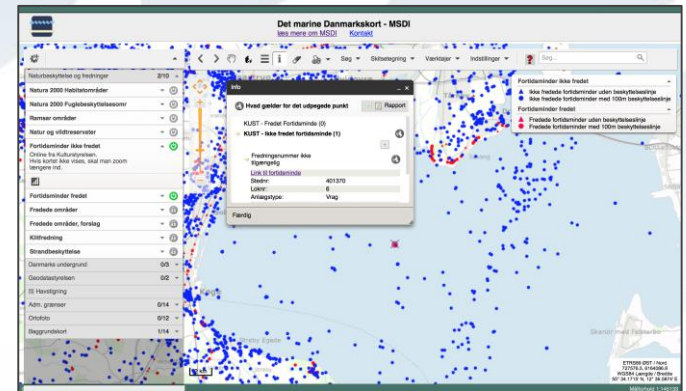 Det marine Danmarkskort - MSDI
læs mere om MSDI Kontakt
Søg
Skitsetegning
Værktøjer
Indstillinger
Søg...
Naturbeskyttelse og fredninger 2/10
Natura 2000 Habitatområder
Natura 2000 Fuglebeskyttelsesomr
Ramsar områder
Natur og vildtreservater
Fortidsminder ikke fredet
Online fra Kulturstyrelsen.
Hvis kortet ikke vises, skal man zoom
længere ind.
Fortidsminder fredet
Fredede områder
Fredede områder, forslag
Klitfredning
Strandbeskyttelse
Danmarks undergrund 0/3
Geodatastyrelsen 0/2
Havstigning
Adm. grænser 0/14
Ortofoto 0/12
Baggrundskort 1/14
Info
Hvad gælder for det udpegede punkt
Rapport
KUST - Fredet Fortidsminde (0)
KUST - Ikke fredet fortidsminde (1)
Fredningsnummer ikke
tilgængelig
Link til fortidsminde
Stednr: 401370
Loknr: 6
Anlægstype: Vrag
Færdig
Fortidsminder ikke fredet
Ikke fredede fortidsminder uden beskyttelseslinje
Ikke fredede fortidsminder med 100m beskyttelseslinje
Fortidsminder fredet
Fredede fortidsminder uden beskyttelseslinje
Fredede fortidsminder med 100m beskyttelseslinje
Strøby Egede
ETRS89 Ø57 / Nord